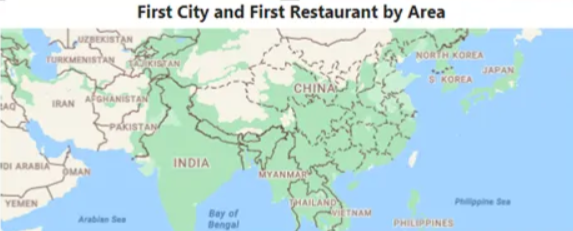 First City and First Restaurant by Area
UZBEKISTAN
TURKMENISTAN
TAJIKISTAN
NORTH KOREA
S. KOREA
JAPAN
CHINA
IRAN
AFGHANISTAN
PAKISTAN
INDIA
OMAN
YEMEN
MYANMAR
THAILAND
VIETNAM
PHILIPPINES
Arabian Sea
Bay of
Bengal
Philippine Sea